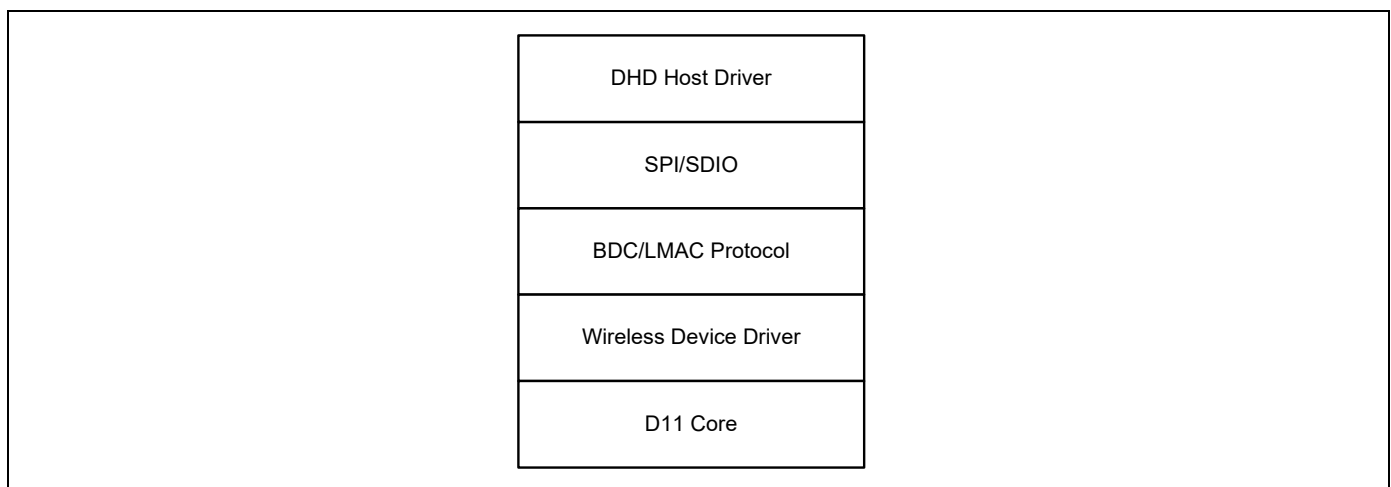 DHD Host Driver
SPI/SDIO
BDC/LMAC Protocol
Wireless Device Driver
D11 Core